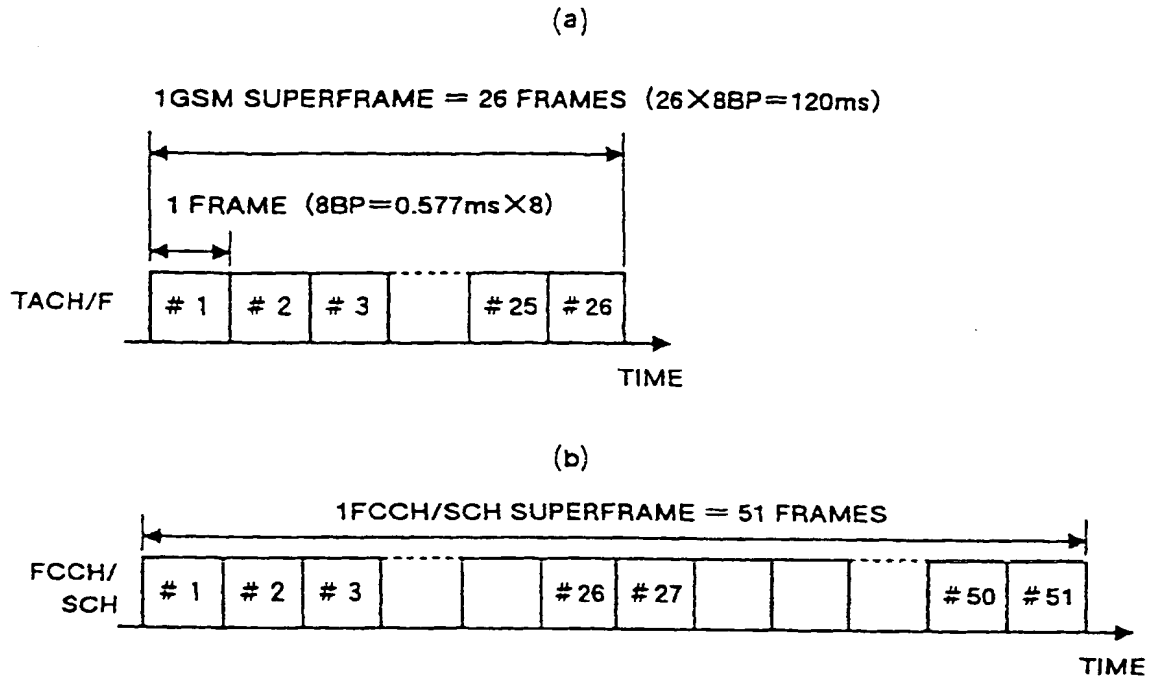 (a)
1GSM SUPERFRAME = 26 FRAMES (26×8BP=120ms)
1 FRAME (8BP=0.577ms×8)
TACH/F
# 1 # 2 # 3 # 25 # 26
TIME
(b)
1FCCH/SCH SUPERFRAME = 51 FRAMES
FCCH/
SCH
# 1 # 2 # 3 # 26 # 27 # 50 # 51
TIME